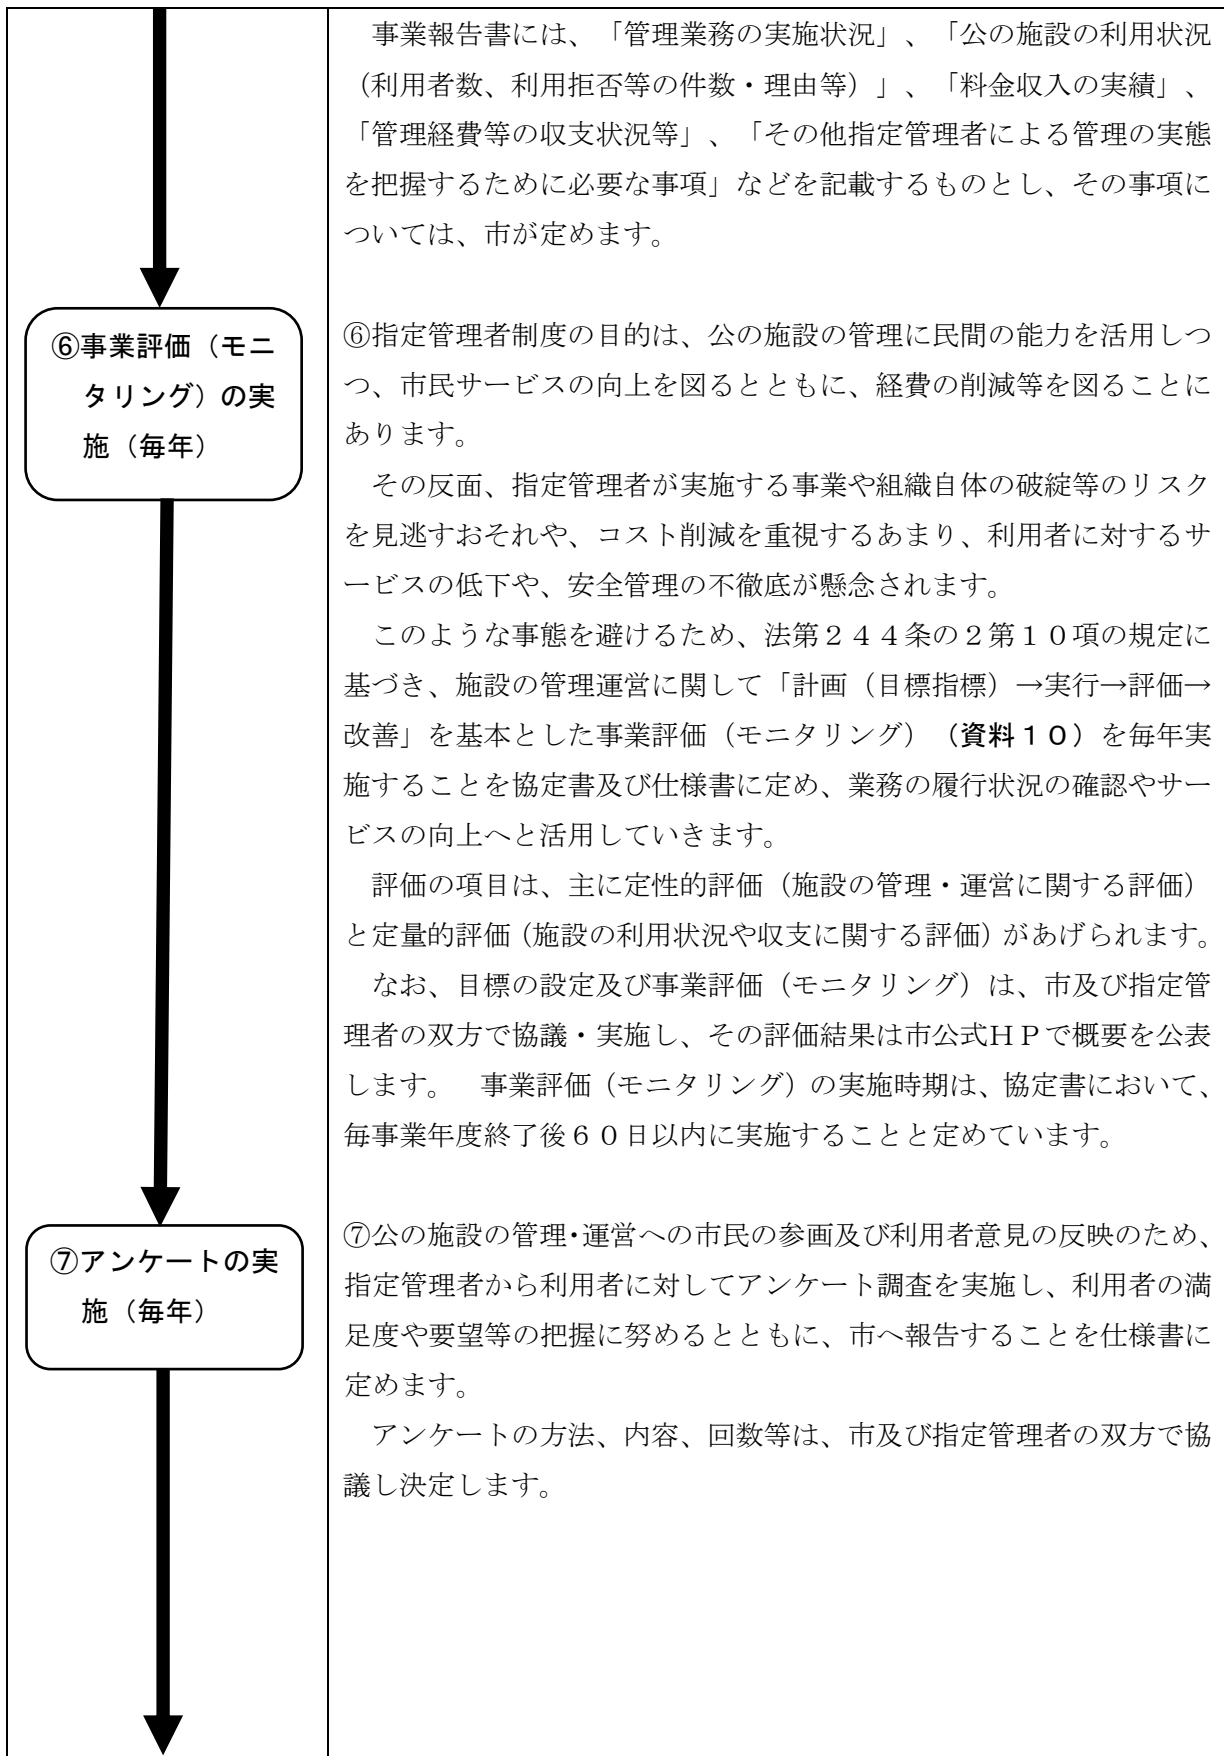 事業報告書には、「管理業務の実施状況」、「公の施設の利用状況
（利用者数、利用拒否等の件数・理由等）」、「料金収入の実績」、
「管理経費等の収支状況等」、「その他指定管理者による管理の実態
を把握するために必要な事項」などを記載するものとし、その事項に
ついては、市が定めます。
⑥事業評価（モニ
タリング）の実
施（毎年）
⑥指定管理者制度の目的は、公の施設の管理に民間の能力を活用しつ
つ、市民サービスの向上を図るとともに、経費の削減等を図ることに
あります。
　その反面、指定管理者が実施する事業や組織自体の破綻等のリスク
を見逃すおそれや、コスト削減を重視するあまり、利用者に対するサ
ービスの低下や、安全管理の不徹底が懸念されます。
　このような事態を避けるため、法第２４４条の２第１０項の規定に
基づき、施設の管理運営に関して「計画（目標指標）→実行→評価→
改善」を基本とした事業評価（モニタリング）（資料１０）を毎年実
施することを協定書及び仕様書に定め、業務の履行状況の確認やサー
ビスの向上へと活用していきます。
　評価の項目は、主に定性的評価（施設の管理・運営に関する評価）
と定量的評価（施設の利用状況や収支に関する評価）があげられます。
　なお、目標の設定及び事業評価（モニタリング）は、市及び指定管
理者の双方で協議・実施し、その評価結果は市公式ＨＰで概要を公表
します。　事業評価（モニタリング）の実施時期は、協定書において、
毎事業年度終了後６０日以内に実施することと定めています。
⑦アンケートの実
施（毎年）
⑦公の施設の管理・運営への市民の参画及び利用者意見の反映のため、
指定管理者から利用者に対してアンケート調査を実施し、利用者の満
足度や要望等の把握に努めるとともに、市へ報告することを仕様書に
定めます。
　アンケートの方法、内容、回数等は、市及び指定管理者の双方で協
議し決定します。